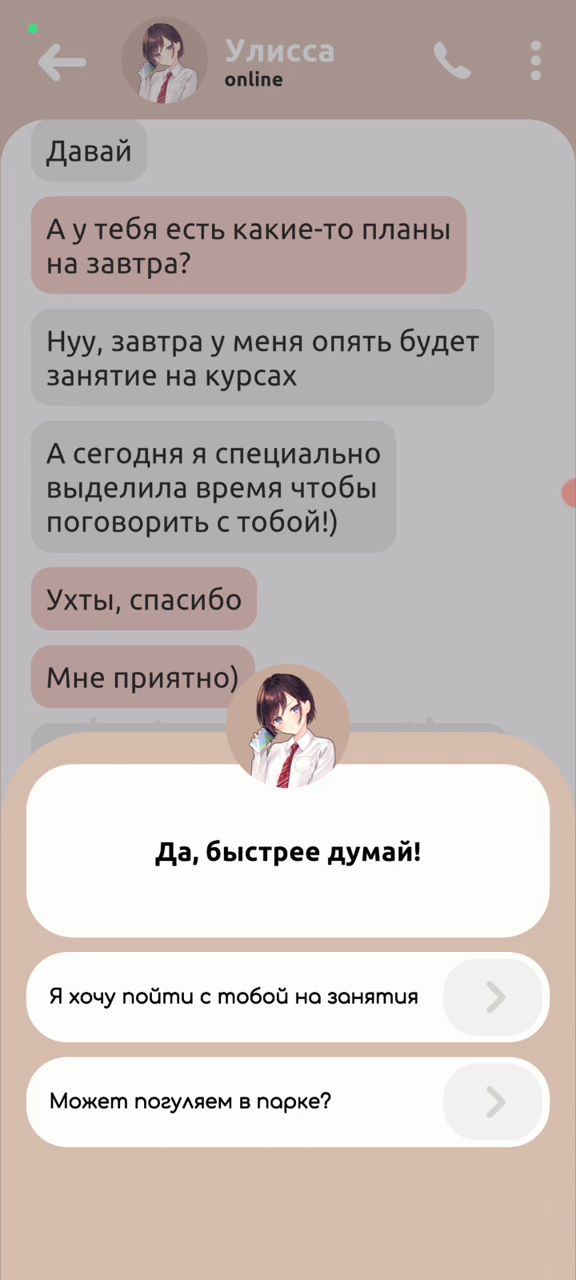 Улисса
online
Давай
А у тебя есть какие-то планы
на завтра?
Нуу, завтра у меня опять будет
занятие на курсах
А сегодня я специально
выделила время чтобы
поговорить с тобой!)
Ухты, спасибо
Мне приятно)
Да, быстрее думай!
Я хочу пойти с тобой на занятия
Может погуляем в парке?